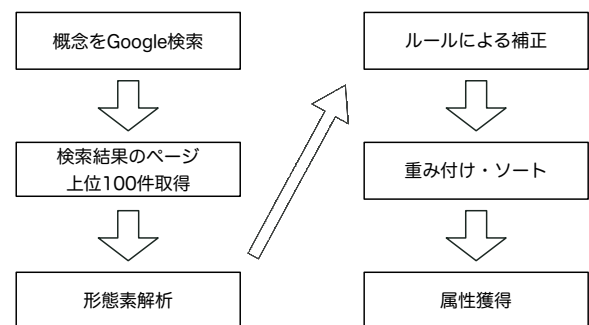 概念をGoogle検索
検索結果のページ
上位100件取得
形態素解析
ルールによる補正
重み付け・ソート
属性獲得